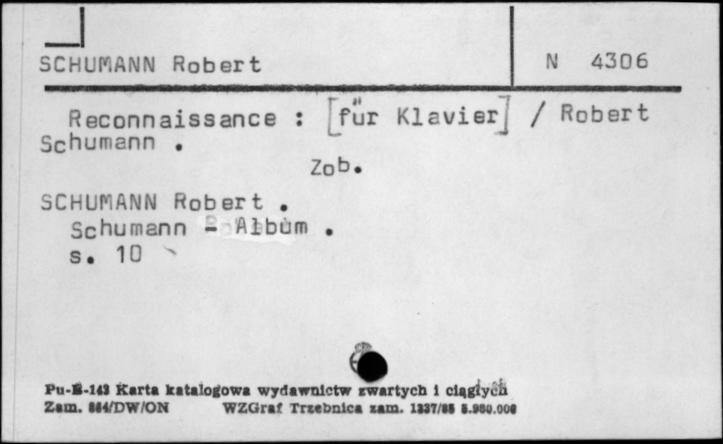 SCHUMANN Robert N 4306
Reconnaissance : [für Klavier] / Robert
Schumann .
Zob.
SCHUMANN Robert .
Schumann - Album .
s. 10
Pu-B-143 Karta katalogowa wydawnictw zwartych i ciągłych
Zam. 884/DW/ON WZGraf Trzebnica zam. 1337/85 5.950.000